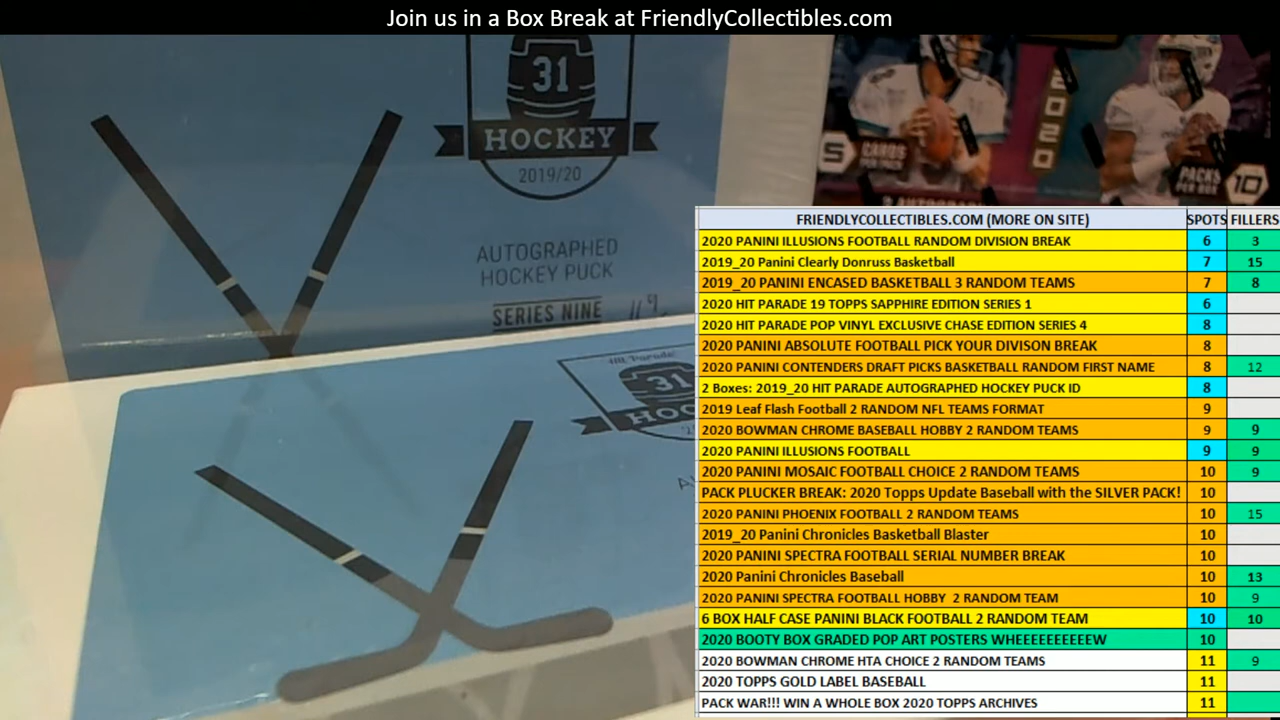 Join us in a Box Break at FriendlyCollectibles.com
31
HOCKEY
2019/20
AUTOGRAPHED
HOCKEY PUCK
SERIES NINE
Hit Parade
31
HOC
5 CARDS
PER PACK
2020
PACKS
PER BOX 10
FRIENDLYCOLLECTIBLES.COM (MORE ON SITE) SPOTS FILLERS
2020 PANINI ILLUSIONS FOOTBALL RANDOM DIVISION BREAK 6 3
2019_20 Panini Clearly Donruss Basketball 7 15
2019_20 PANINI ENCASED BASKETBALL 3 RANDOM TEAMS 7 8
2020 HIT PARADE 19 TOPPS SAPPHIRE EDITION SERIES 1 6
2020 HIT PARADE POP VINYL EXCLUSIVE CHASE EDITION SERIES 4 8
2020 PANINI ABSOLUTE FOOTBALL PICK YOUR DIVISON BREAK 8
2020 PANINI CONTENDERS DRAFT PICKS BASKETBALL RANDOM FIRST NAME 8 12
2 Boxes: 2019_20 HIT PARADE AUTOGRAPHED HOCKEY PUCK ID 8
2019 Leaf Flash Football 2 RANDOM NFL TEAMS FORMAT 9
2020 BOWMAN CHROME BASEBALL HOBBY 2 RANDOM TEAMS 9 9
2020 PANINI ILLUSIONS FOOTBALL 9 9
2020 PANINI MOSAIC FOOTBALL CHOICE 2 RANDOM TEAMS 10 9
PACK PLUCKER BREAK: 2020 Topps Update Baseball with the SILVER PACK! 10
2020 PANINI PHOENIX FOOTBALL 2 RANDOM TEAMS 10 15
2019_20 Panini Chronicles Basketball Blaster 10
2020 PANINI SPECTRA FOOTBALL SERIAL NUMBER BREAK 10
2020 Panini Chronicles Baseball 10 13
2020 PANINI SPECTRA FOOTBALL HOBBY 2 RANDOM TEAM 10 9
6 BOX HALF CASE PANINI BLACK FOOTBALL 2 RANDOM TEAM 10 10
2020 BOOTY BOX GRADED POP ART POSTERS WHEEEEEEEEEW 10
2020 BOWMAN CHROME HTA CHOICE 2 RANDOM TEAMS 11 9
2020 TOPPS GOLD LABEL BASEBALL 11
PACK WAR!!! WIN A WHOLE BOX 2020 TOPPS ARCHIVES 11